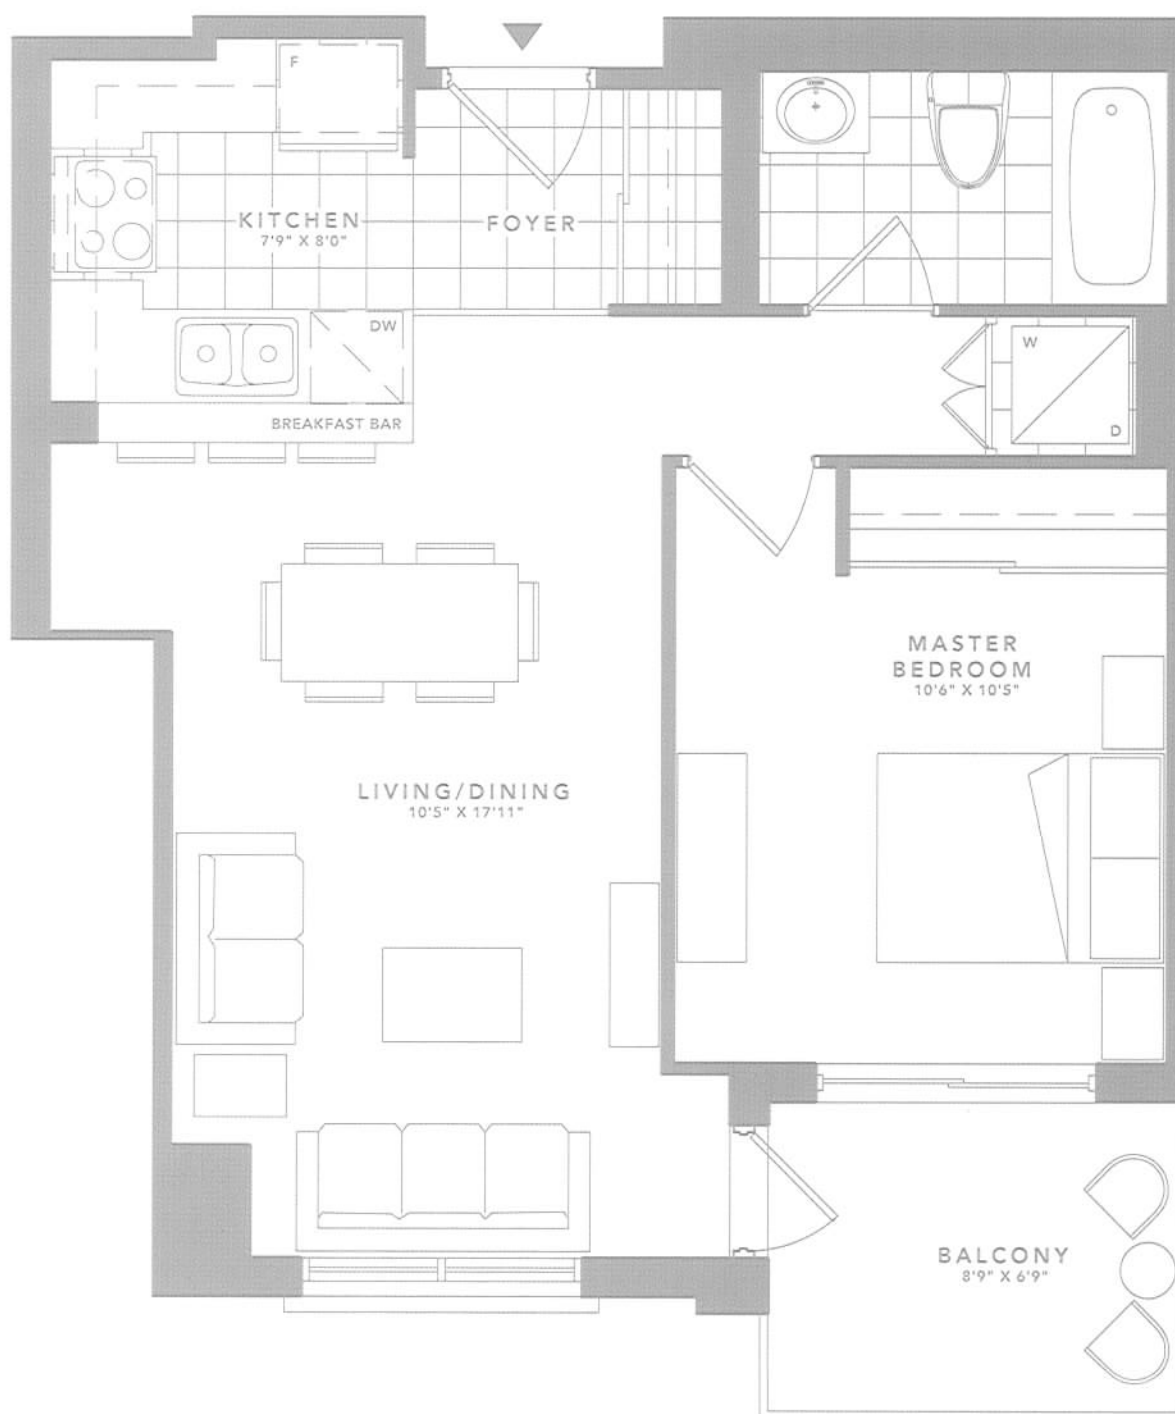 F
KITCHEN
7'9" X 8'0"
FOYER
DW
BREAKFAST BAR
W
D
MASTER
BEDROOM
10'6" X 10'5"
LIVING/DINING
10'5" X 17'11"
BALCONY
8'9" X 6'9"